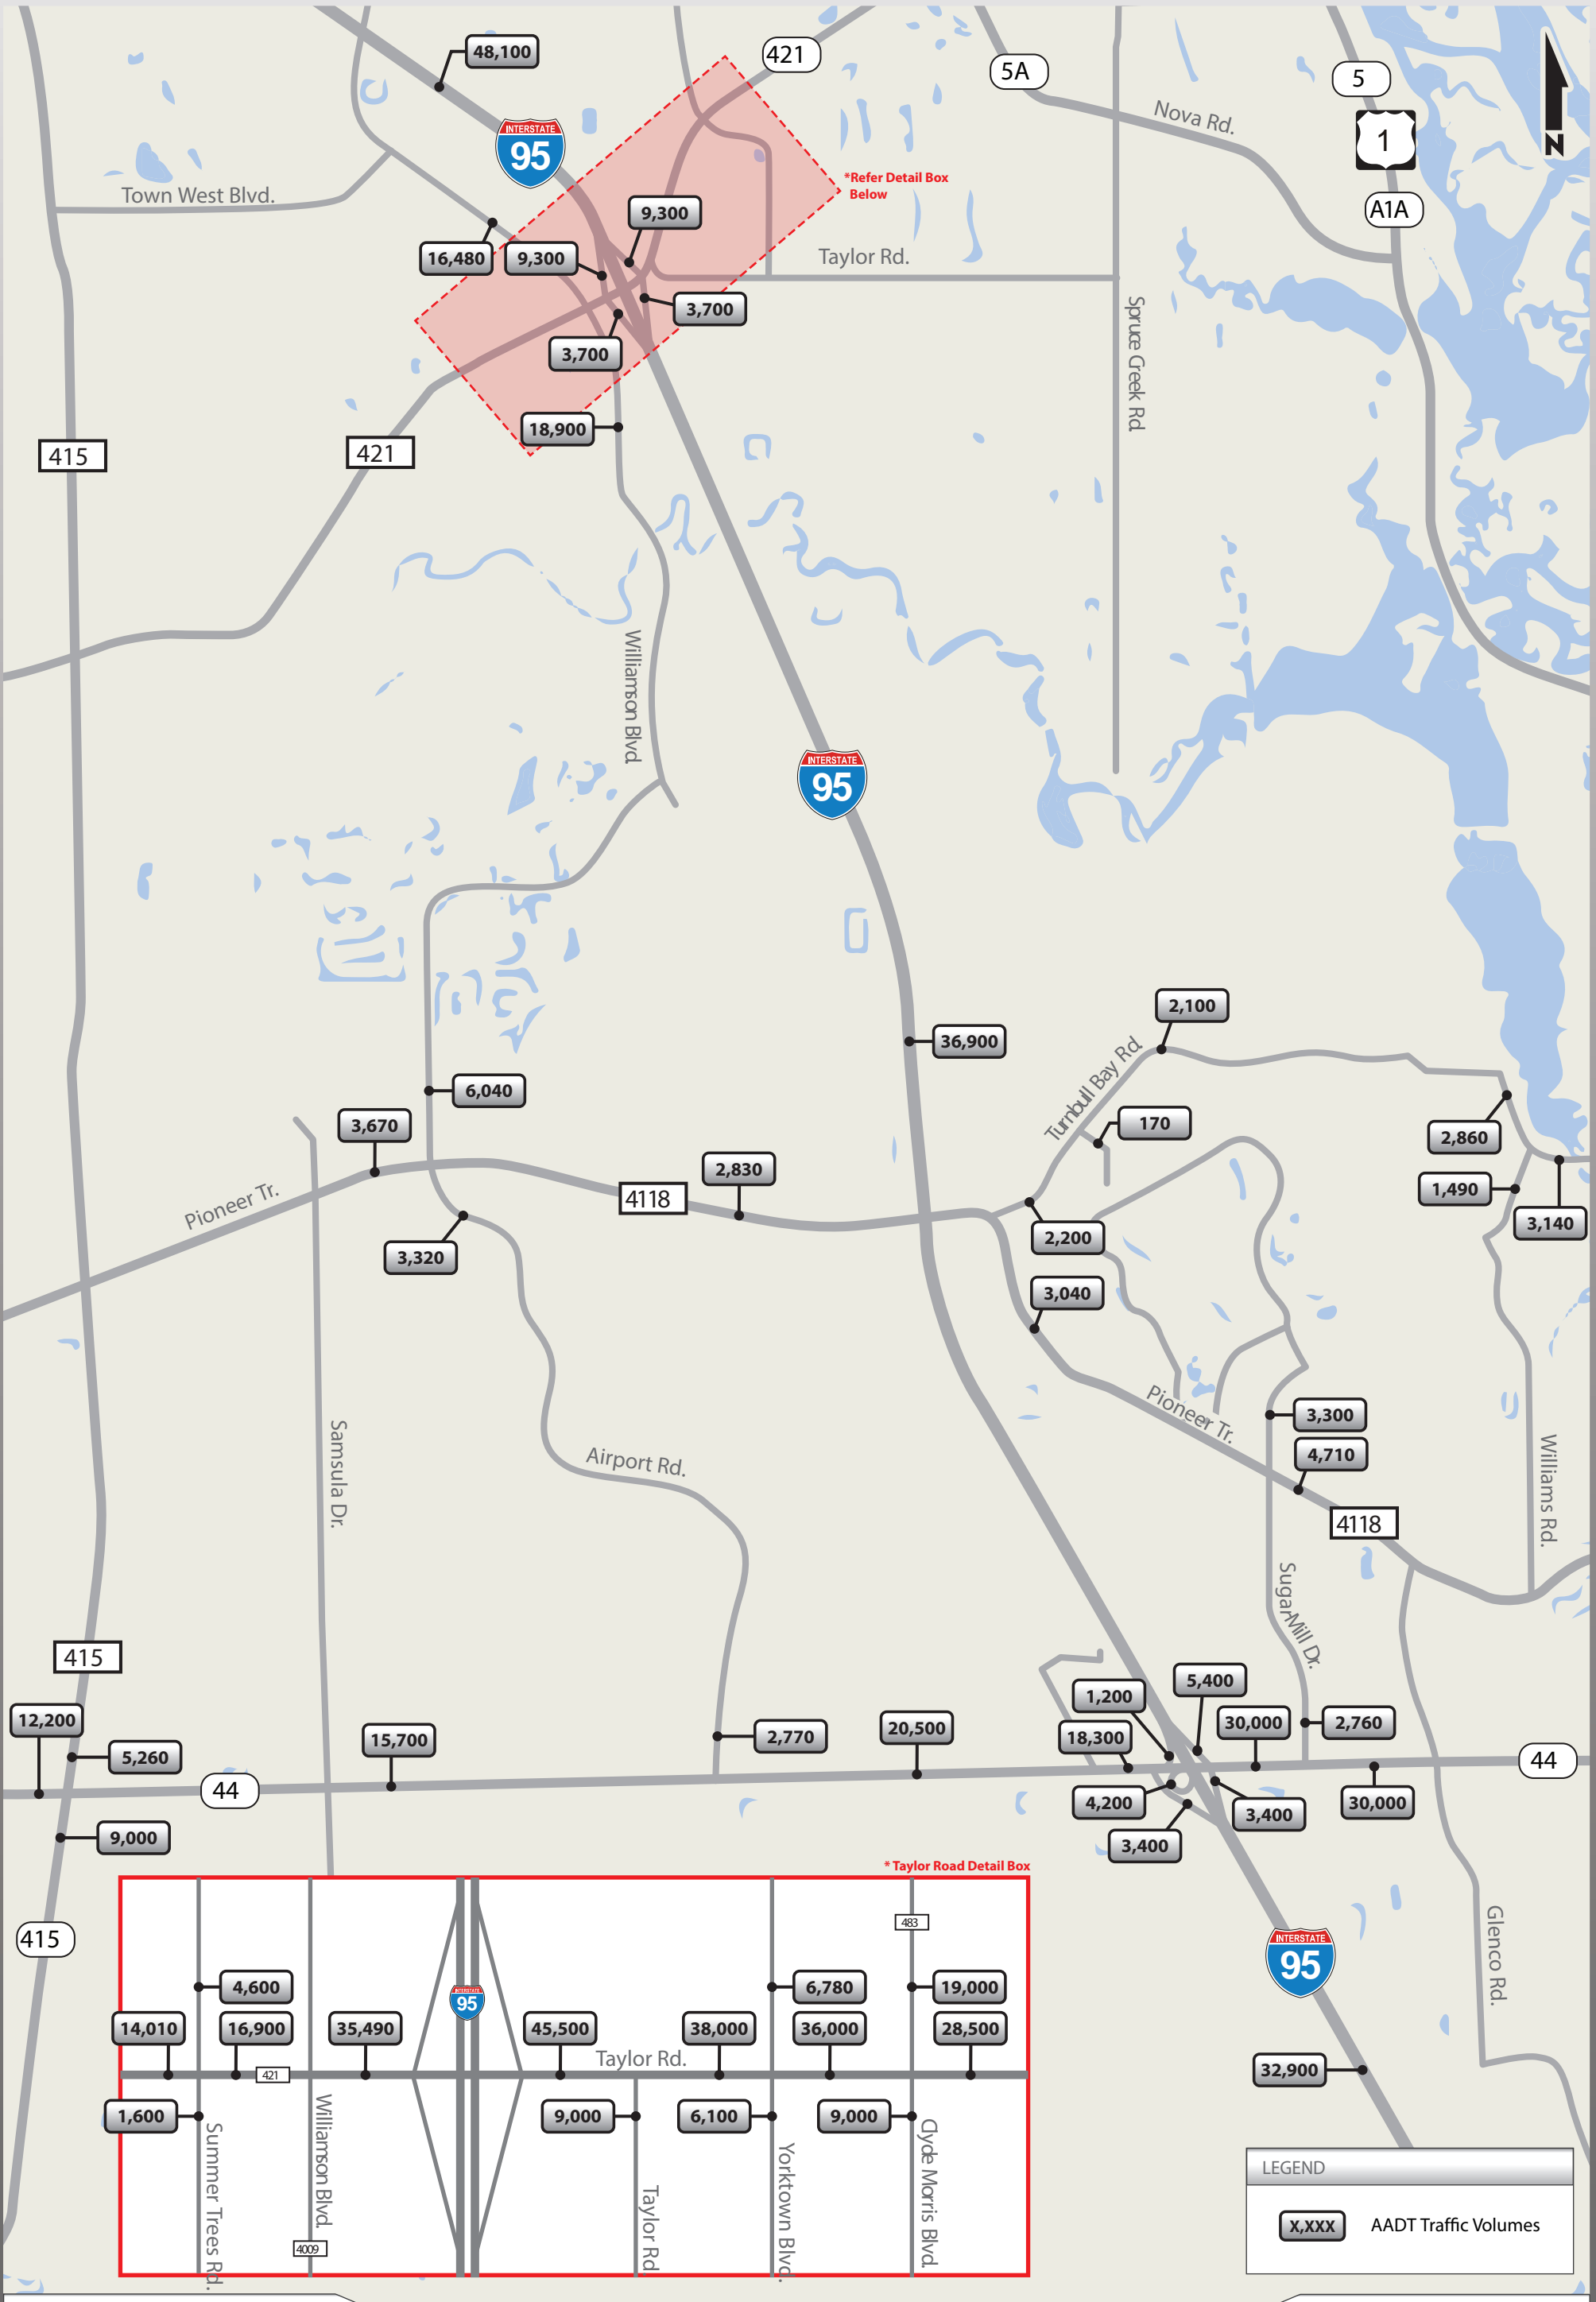 48,100
421
5A
5
Nova Rd.
1
N
INTERSTATE
95
*Refer Detail Box
Below
Town West Blvd.
A1A
9,300
16,480
9,300
Taylor Rd.
3,700
3,700
Spruce Creek Rd.
18,900
415
421
Williamson Blvd.
INTERSTATE
95
2,100
36,900
Turnbull Bay Rd.
6,040
3,670
170
2,860
2,830
1,490
Pioneer Tr.
4118
3,140
2,200
3,320
3,040
Pioneer Tr.
3,300
Samsula Dr.
Airport Rd.
4,710
Williams Rd.
4118
Sugar Mill Dr.
415
5,400
1,200
12,200
20,500
30,000
2,760
15,700
2,770
18,300
5,260
44
44
4,200
30,000
3,400
9,000
3,400
* Taylor Road Detail Box
415
483
Glenco Rd.
INTERSTATE
95
4,600
INTERSTATE
95
6,780
19,000
14,010
16,900
35,490
45,500
38,000
36,000
28,500
Taylor Rd.
421
32,900
1,600
9,000
6,100
9,000
Summer Trees Rd.
Williamson Blvd.
Taylor Rd
Yorktown Blvd.
Clyde Morris Blvd.
4009
LEGEND
X,XXX
AADT Traffic Volumes